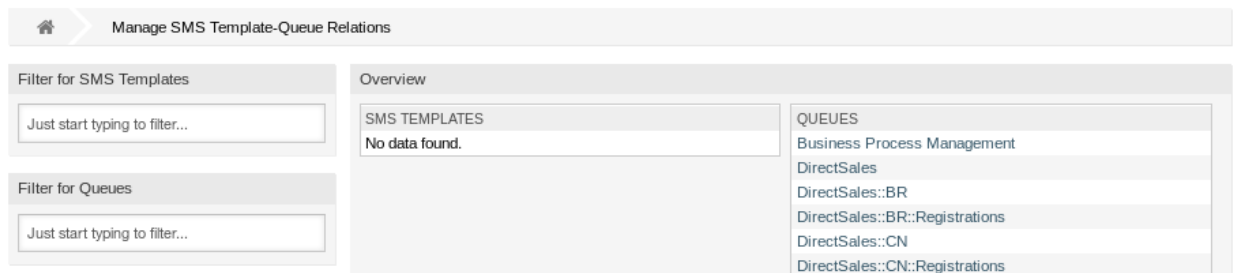 Manage SMS Template-Queue Relations
Filter for SMS Templates
Just start typing to filter...
Filter for Queues
Just start typing to filter...
Overview
SMS TEMPLATES
No data found.
QUEUES
Business Process Management
DirectSales
DirectSales::BR
DirectSales::BR::Registrations
DirectSales::CN
DirectSales::CN::Registrations